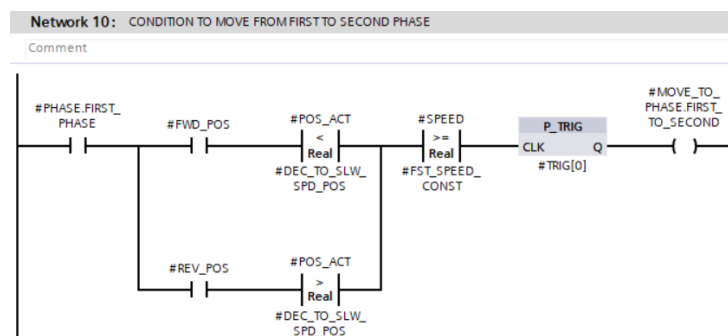 Network 10: CONDITION TO MOVE FROM FIRST TO SECOND PHASE
Comment
#MOVE_TO_
PHASE.FIRST_
TO_SECOND
#PHASE.FIRST_
PHASE
#FWD_POS
#POS_ACT
<
Real
#DEC_TO_SLW_
SPD_POS
#SPEED
>=
Real
#FST_SPEED_
CONST
P_TRIG
CLK Q
#TRIG[0]
#REV_POS
#POS_ACT
>
Real
#DEC_TO_SLW_
SPD_POS